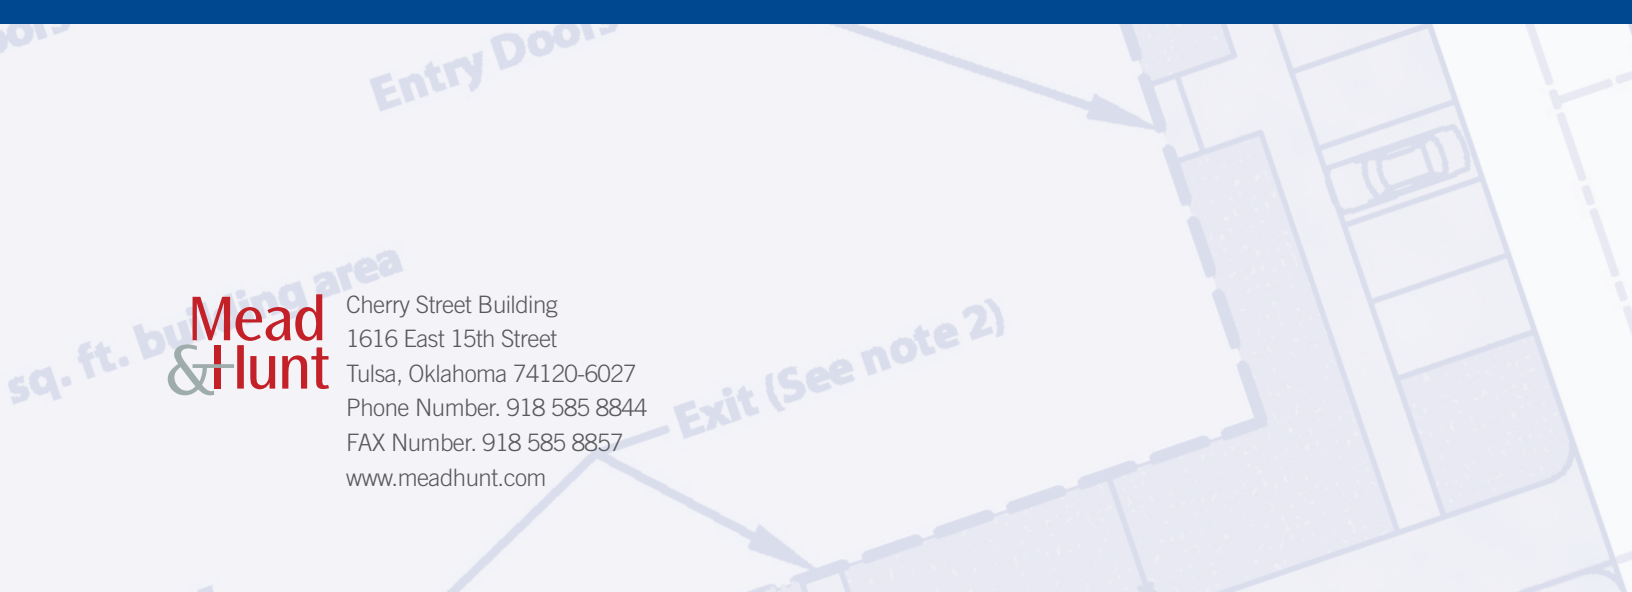 Entry Doors
sq. ft. building area
Mead
&Hunt
Cherry Street Building
1616 East 15th Street
Tulsa, Oklahoma 74120-6027
Phone Number. 918 585 8844
FAX Number. 918 585 8857
www.meadhunt.com
Exit (See note 2)